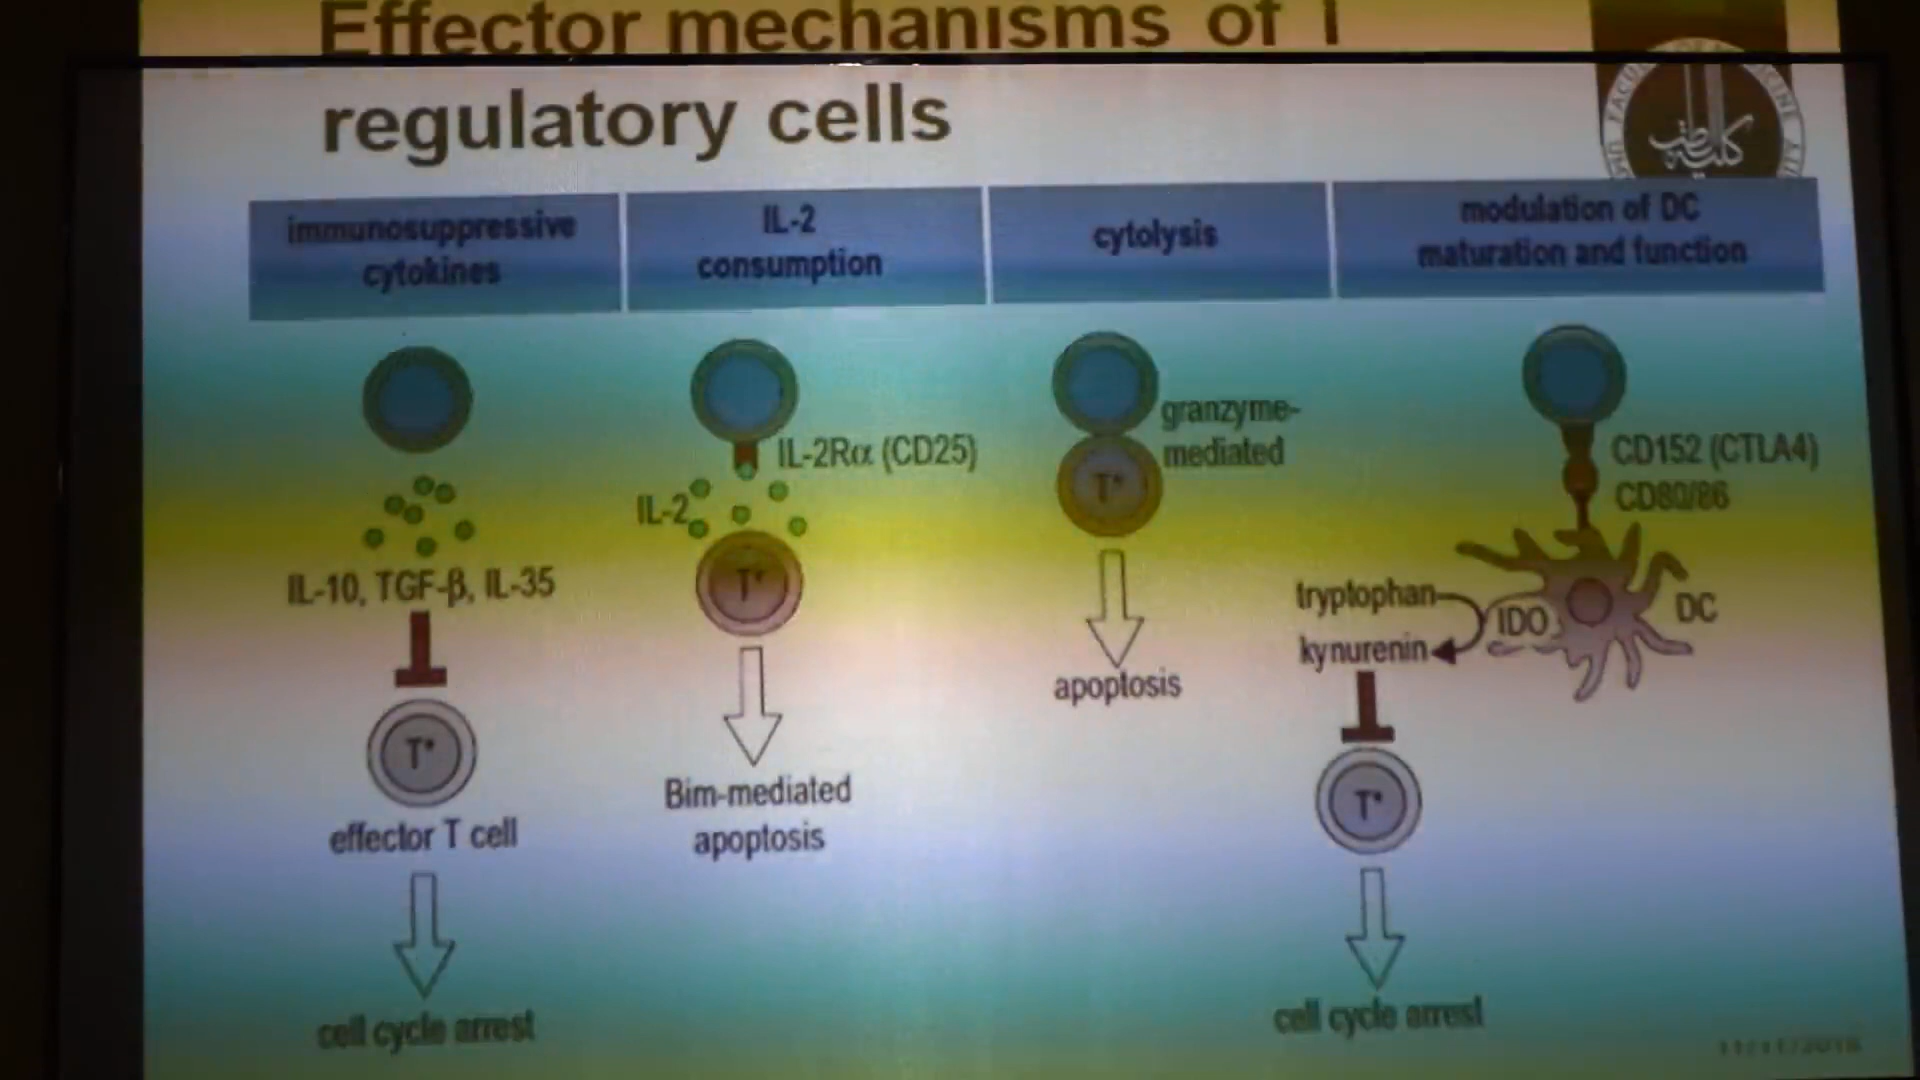 Effector mechanisms of T
regulatory cells
كلية طب
immunosuppressive
cytokines
IL-2
consumption
cytolysis
modulation of DC
maturation and function
IL-10, TGF-β, IL-35
T*
effector T cell
cell cycle arrest
IL-2Rα (CD25)
IL-2
T*
Bim-mediated
apoptosis
granzyme-
mediated
T*
apoptosis
CD152 (CTLA4)
CD80/86
tryptophan
IDO
DC
kynurenin
T*
cell cycle arrest